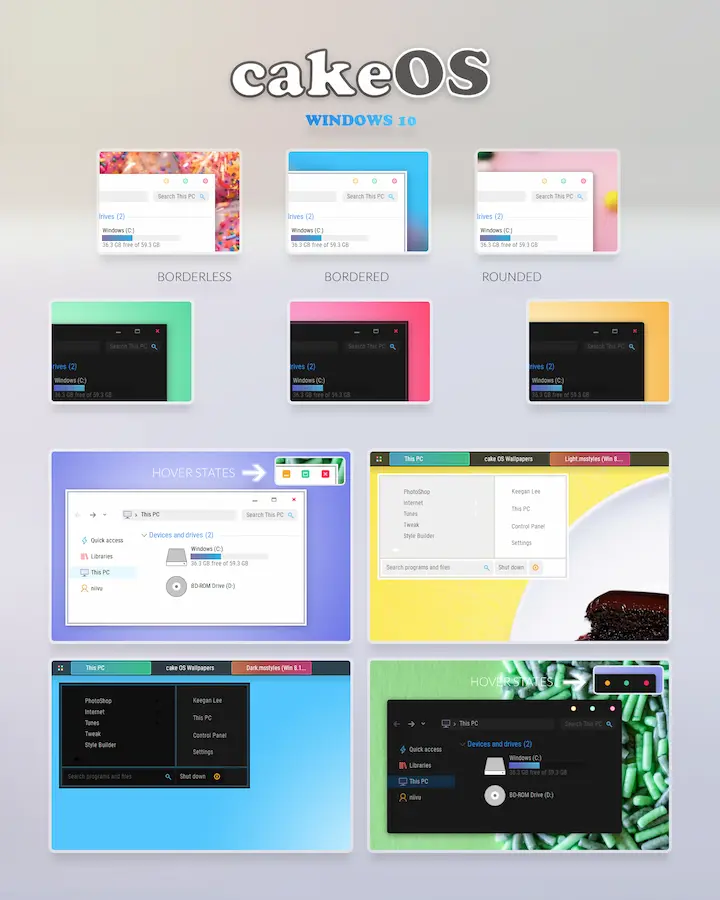 cakeOS
WINDOWS 10
Search This PC
rives (2)
Windows (C:)
36.3 GB free of 59.3 GB
Search This PC
rives (2)
Windows (C:)
36.3 GB free of 59.3 GB
Search This PC
rives (2)
Windows (C:)
36.3 GB free of 59.3 GB
BORDERLESS
BORDERED
ROUNDED
Search This PC
rives (2)
Windows (C:)
36.3 GB free of 59.3 GB
Search This PC
rives (2)
Windows (C:)
36.3 GB free of 59.3 GB
Search This PC
rives (2)
Windows (C:)
36.3 GB free of 59.3 GB
HOVER STATES
This PC
Search This PC
Quick access
Libraries
This PC
niivu
Devices and drives (2)
Windows (C:)
36.3 GB free of 59.3 GB
BD-ROM Drive (D:)
This PC
cake OS Wallpapers
Light.msstyles (Win 8....
PhotoShop
Internet
Tunes
Tweak
Style Builder
Keegan Lee
This PC
Control Panel
Settings
Search programs and files
Shut down
This PC
cake OS Wallpapers
Dark.msstyles (Win 8.1...
PhotoShop
Internet
Tunes
Tweak
Style Builder
Keegan Lee
This PC
Control Panel
Settings
Search programs and files
Shut down
HOVER STATES
This PC
Search This PC
Quick access
Libraries
This PC
niivu
Devices and drives (2)
Windows (C:)
36.3 GB free of 59.3 GB
BD-ROM Drive (D:)